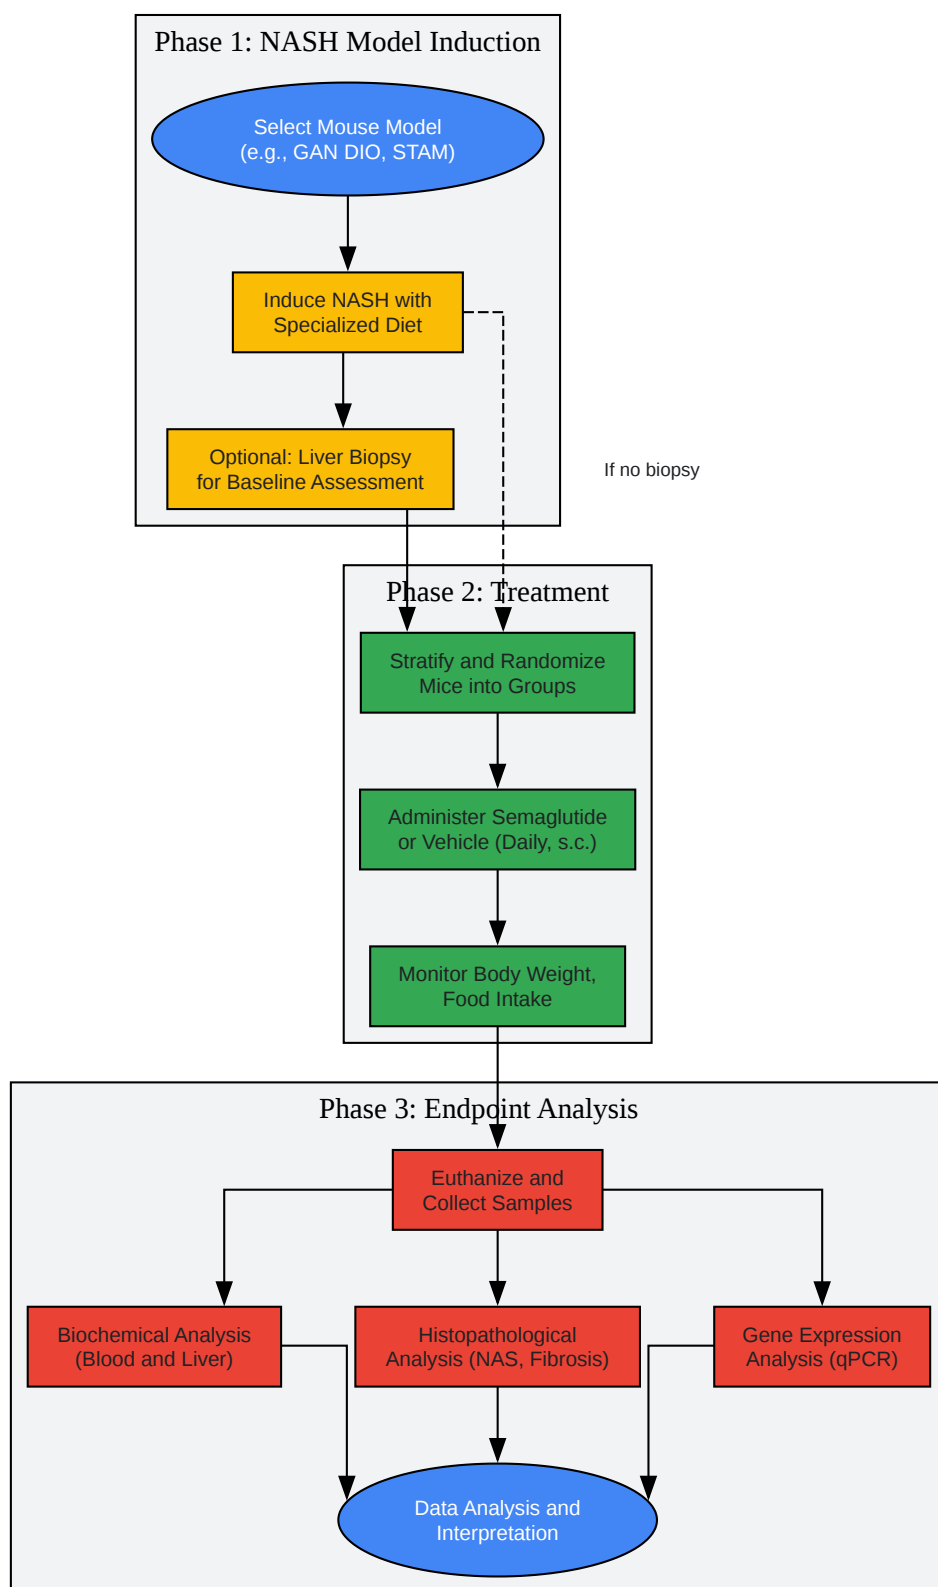 Phase 1: NASH Model Induction
Select Mouse Model
(e.g., GAN DIO, STAM)
Induce NASH with
Specialized Diet
Optional: Liver Biopsy
for Baseline Assessment
If no biopsy
Phase 2: Treatment
Stratify and Randomize
Mice into Groups
Administer Semaglutide
or Vehicle (Daily, s.c.)
Monitor Body Weight,
Food Intake
Phase 3: Endpoint Analysis
Euthanize and
Collect Samples
Biochemical Analysis
(Blood and Liver)
Histopathological
Analysis (NAS, Fibrosis)
Gene Expression
Analysis (qPCR)
Data Analysis and
Interpretation